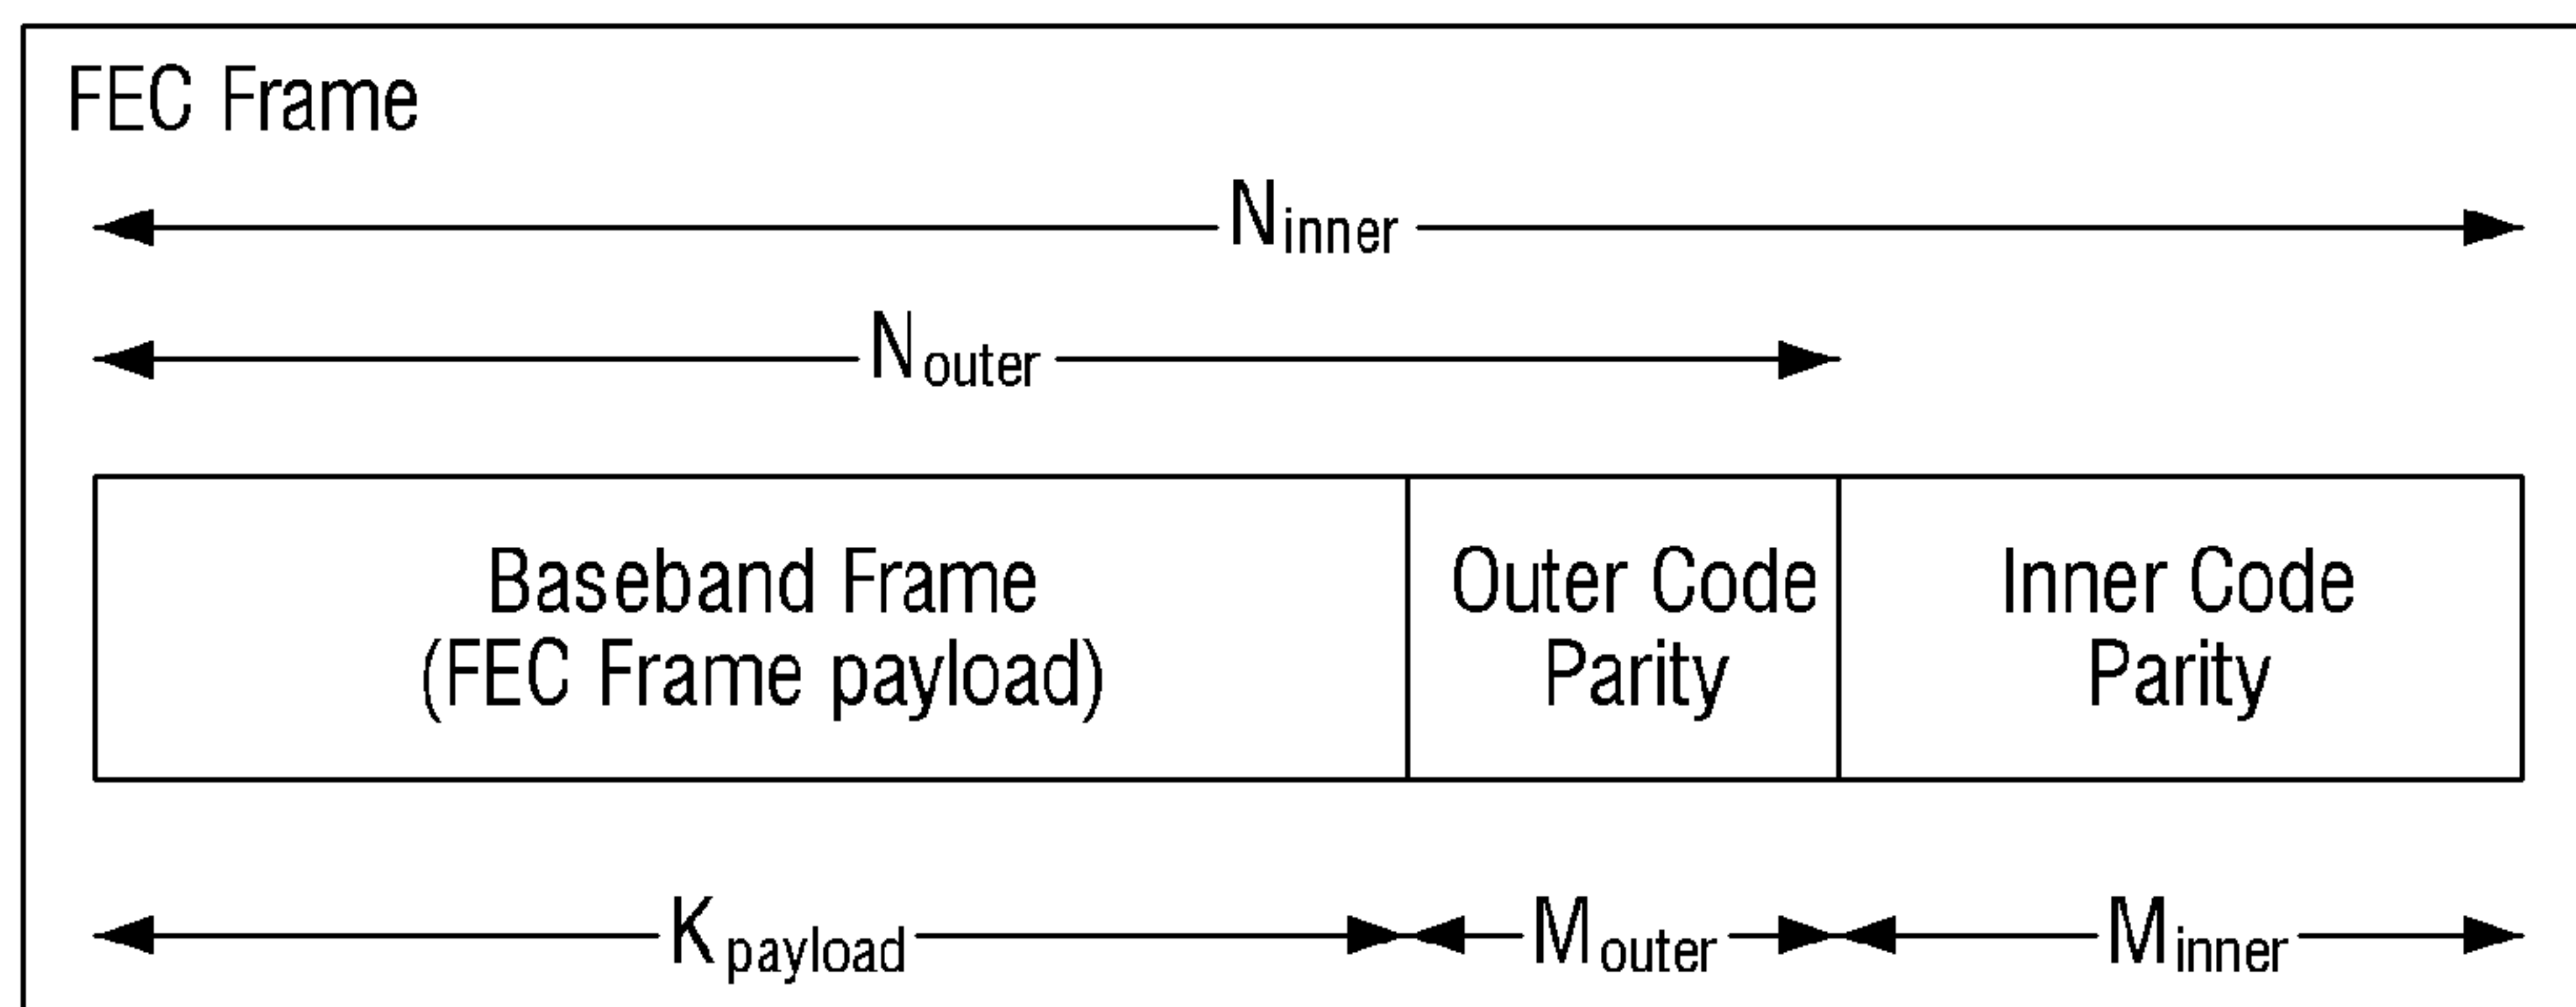 FEC Frame
Ninner
Nouter
Baseband Frame
(FEC Frame payload)
Outer Code
Parity
Inner Code
Parity
Kpayload
Mouter
Minner